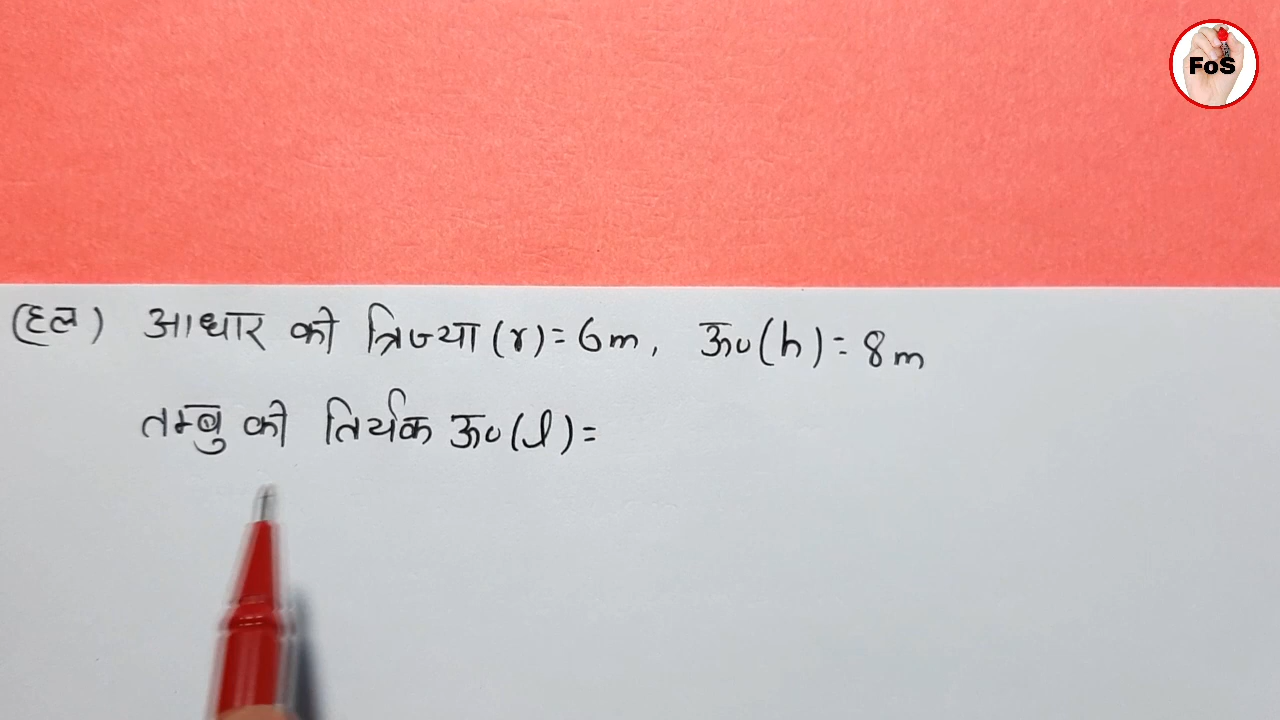 FoS
(हल) आधार की त्रिज्या (r) = 6m, ऊ० (h) = 8m
तम्बु की तिर्यक ऊ० (l) =